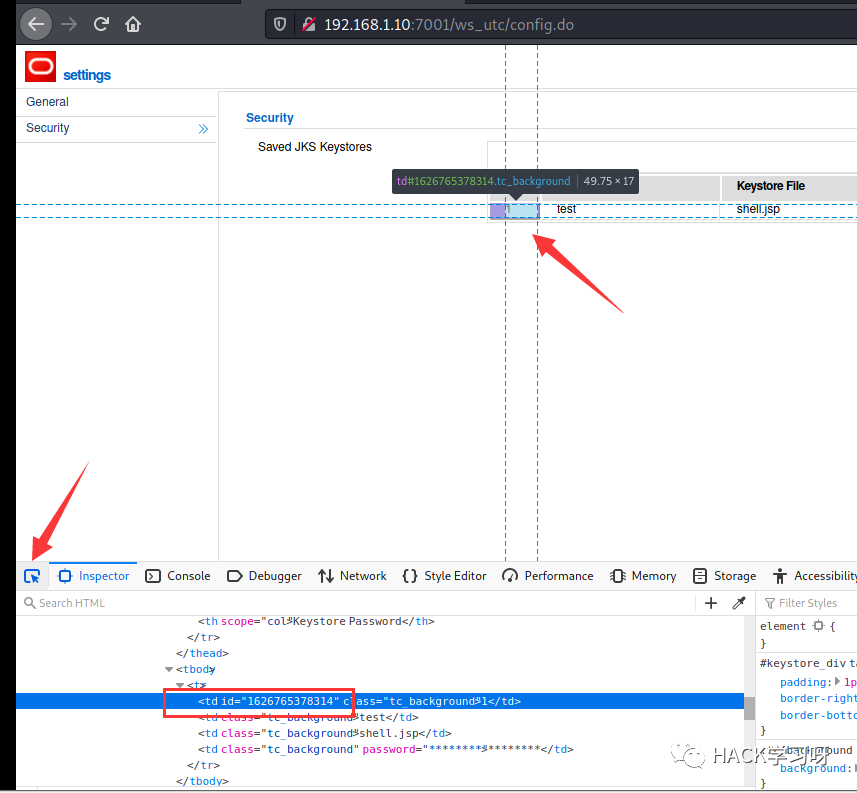 192.168.1.10:7001/ws_utc/config.do
settings
General
Security
Security
Saved JKS Keystores
td#1626765378314.tc_background 49.75 × 17
Keystore File
1 test shell.jsp
Inspector Console Debugger Network Style Editor Performance Memory Storage Accessibility
Search HTML
Filter Styles
<th scope="col">Keystore Password</th>
</tr>
</thead>
<tbody>
<tr>
<td id="1626765378314" class="tc_background">1</td>
<td class="tc_background">test</td>
<td class="tc_background">shell.jsp</td>
<td class="tc_background" password="********">********</td>
</tr>
</tbody>
element {
}
#keystore_div ta
padding: 1p
border-right
border-botto
}
background
background:
}
HACK学习呀